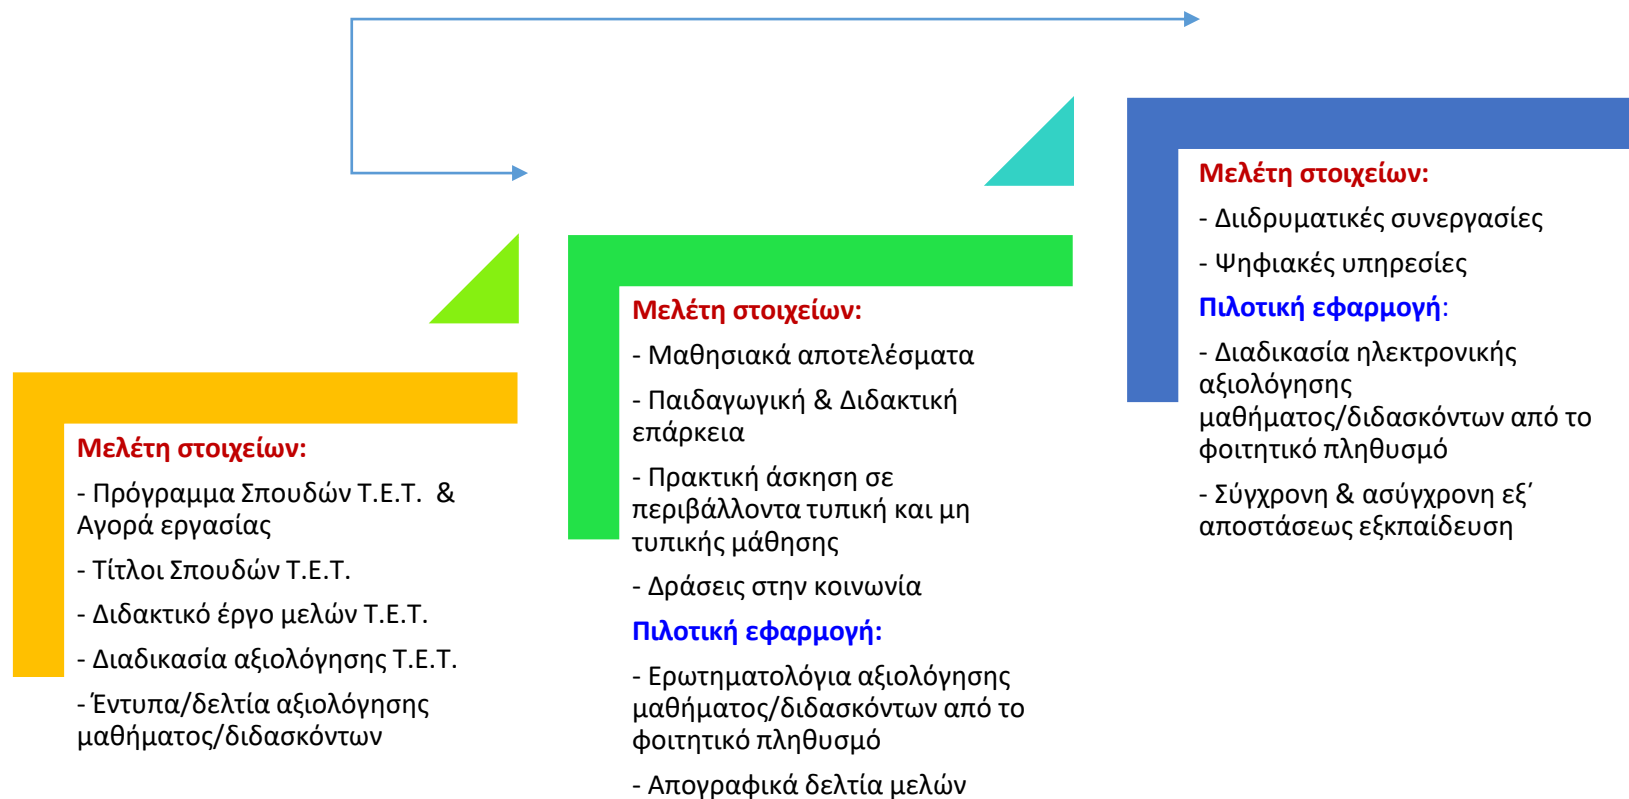 Μελέτη στοιχείων:
- Πρόγραμμα Σπουδών Τ.Ε.Τ. &
Αγορά εργασίας
- Τίτλοι Σπουδών Τ.Ε.Τ.
- Διδακτικό έργο μελών Τ.Ε.Τ.
- Διαδικασία αξιολόγησης Τ.Ε.Τ.
- Έντυπα/δελτία αξιολόγησης
μαθήματος/διδασκόντων
Μελέτη στοιχείων:
- Μαθησιακά αποτελέσματα
- Παιδαγωγική & Διδακτική
επάρκεια
- Πρακτική άσκηση σε
περιβάλλοντα τυπική και μη
τυπικής μάθησης
- Δράσεις στην κοινωνία
Πιλοτική εφαρμογή:
- Ερωτηματολόγια αξιολόγησης
μαθήματος/διδασκόντων από το
φοιτητικό πληθυσμό
- Απογραφικά δελτία μελών
Μελέτη στοιχείων:
- Διιδρυματικές συνεργασίες
- Ψηφιακές υπηρεσίες
Πιλοτική εφαρμογή:
- Διαδικασία ηλεκτρονικής
αξιολόγησης
μαθήματος/διδασκόντων από το
φοιτητικό πληθυσμό
- Σύγχρονη & ασύγχρονη εξ΄
αποστάσεως εξκπαίδευση